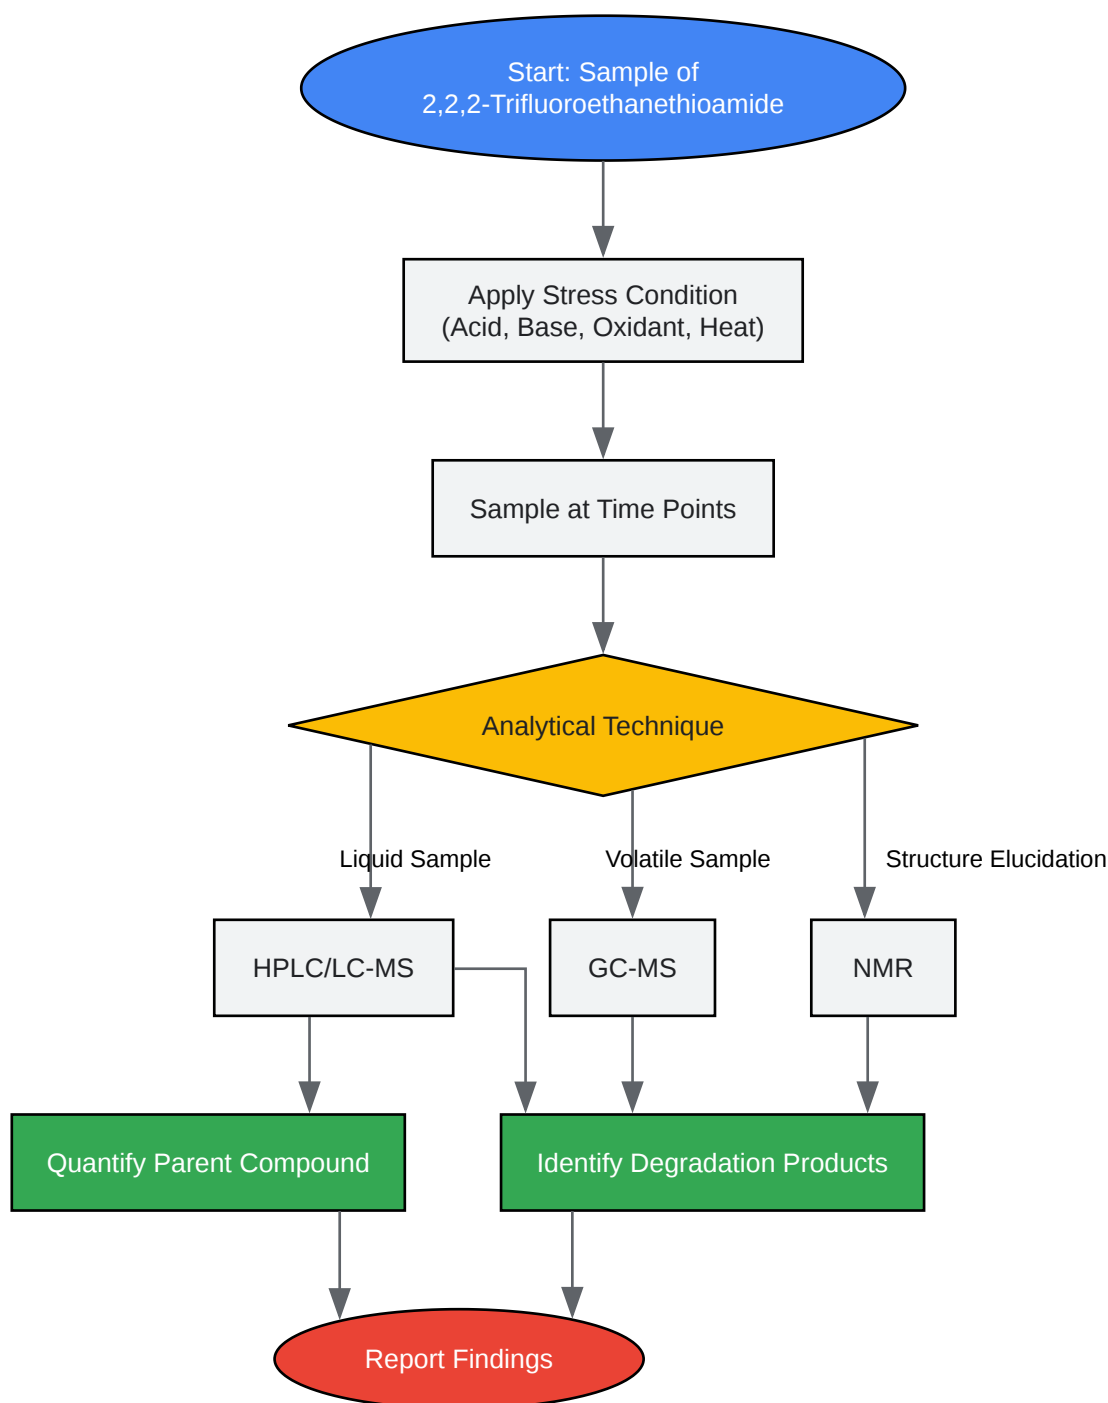 Start: Sample of
2,2,2-Trifluoroethanethioamide
Apply Stress Condition
(Acid, Base, Oxidant, Heat)
Sample at Time Points
Analytical Technique
Liquid Sample
Volatile Sample
Structure Elucidation
HPLC/LC-MS
GC-MS
NMR
Quantify Parent Compound
Identify Degradation Products
Report Findings